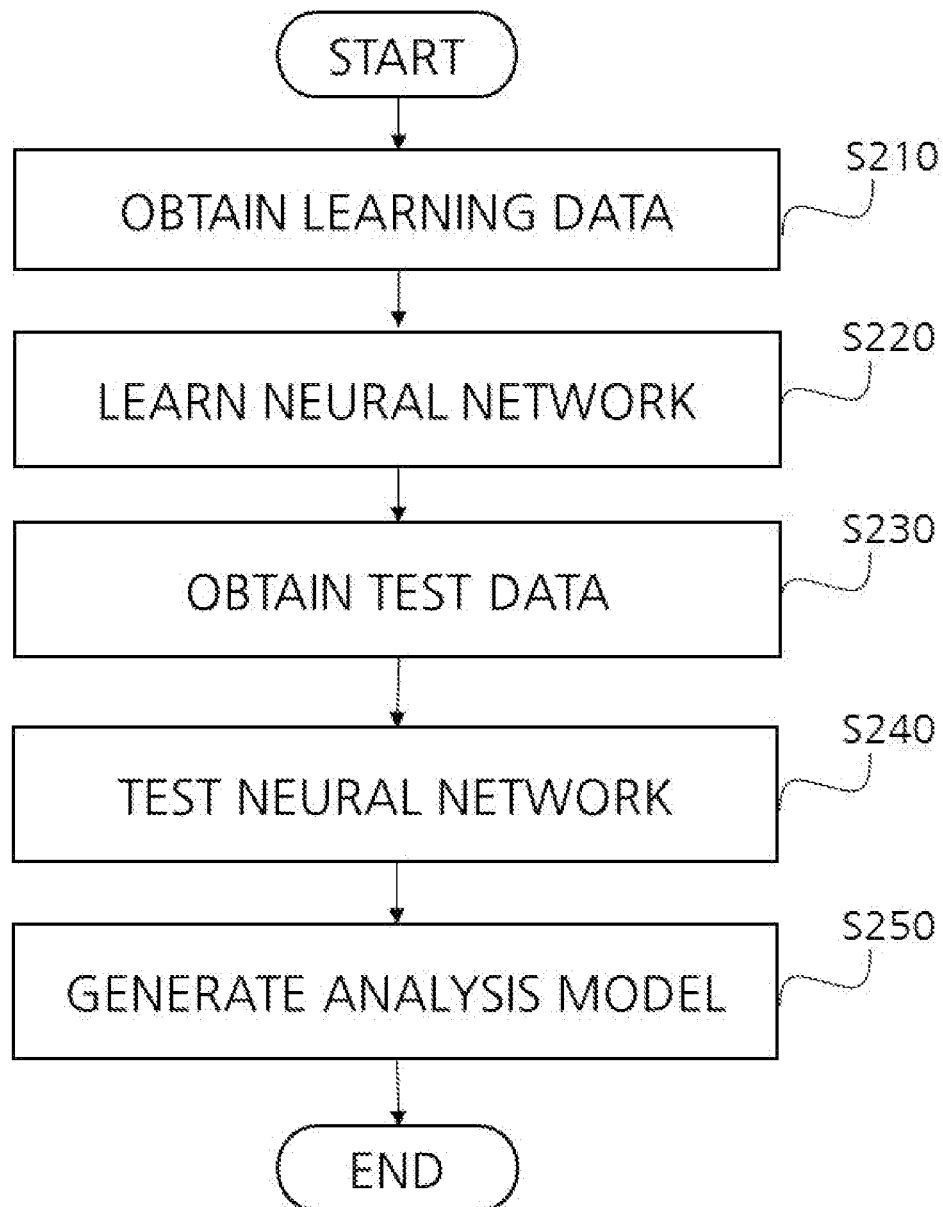 START
S210
OBTAIN LEARNING DATA
S220
LEARN NEURAL NETWORK
S230
OBTAIN TEST DATA
S240
TEST NEURAL NETWORK
S250
GENERATE ANALYSIS MODEL
END